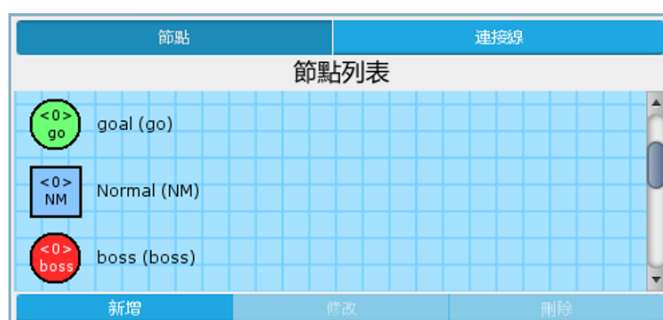 節點 連接線
節點列表
<0>
go
goal (go)
<0>
NM
Normal (NM)
<0>
boss
boss (boss)
新增 修改 刪除